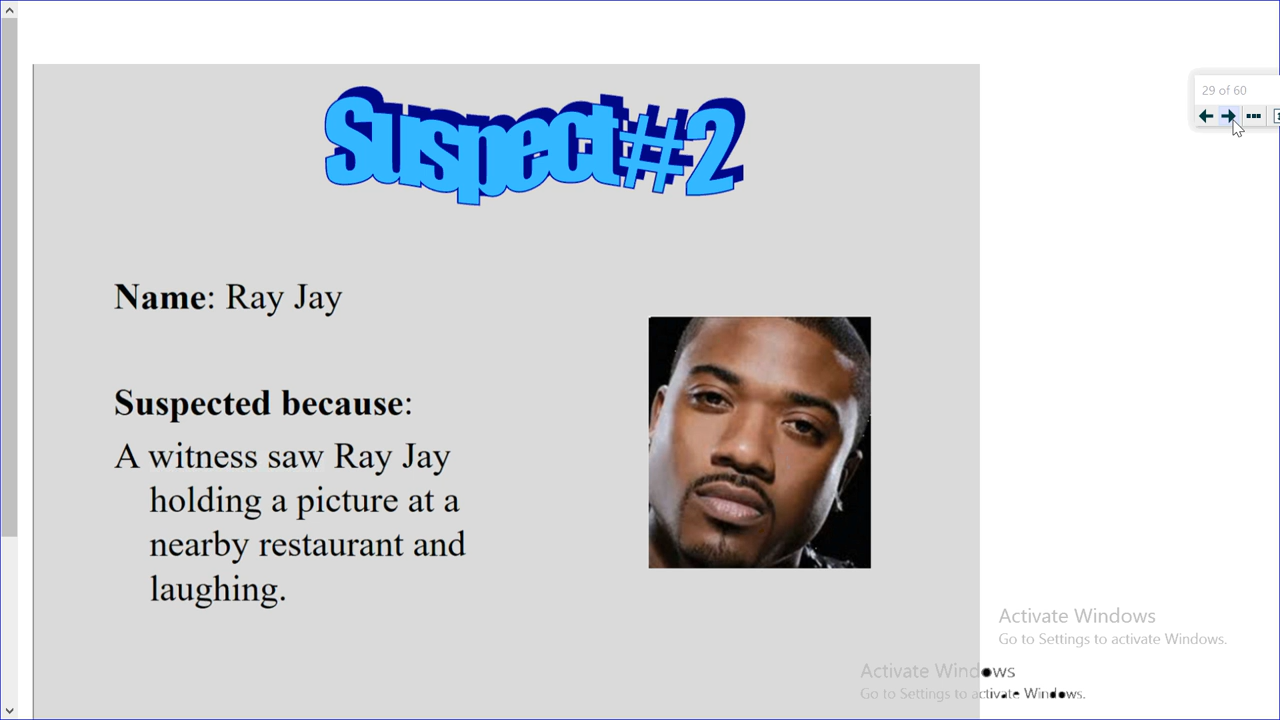 Suspect#2
29 of 60
Name: Ray Jay
Suspected because:
A witness saw Ray Jay
holding a picture at a
nearby restaurant and
laughing.
Activate Windows
Go to Settings to activate Windows.
Activate Windows
Go to Settings to activate Windows.